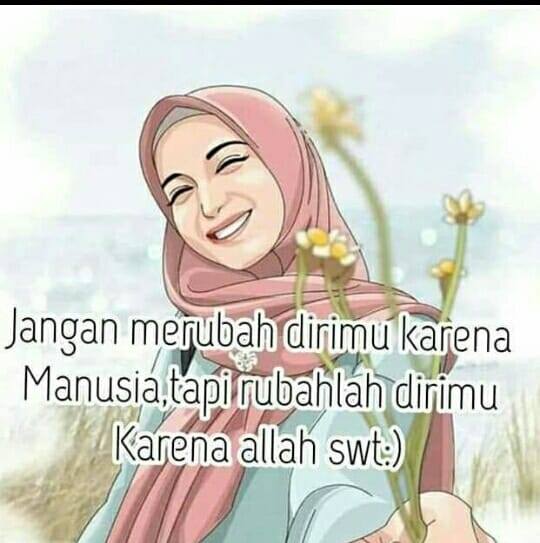 Jangan merubah dirimu karena
Manusia,tapi rubahlah dirimu
Karena allah swt:)